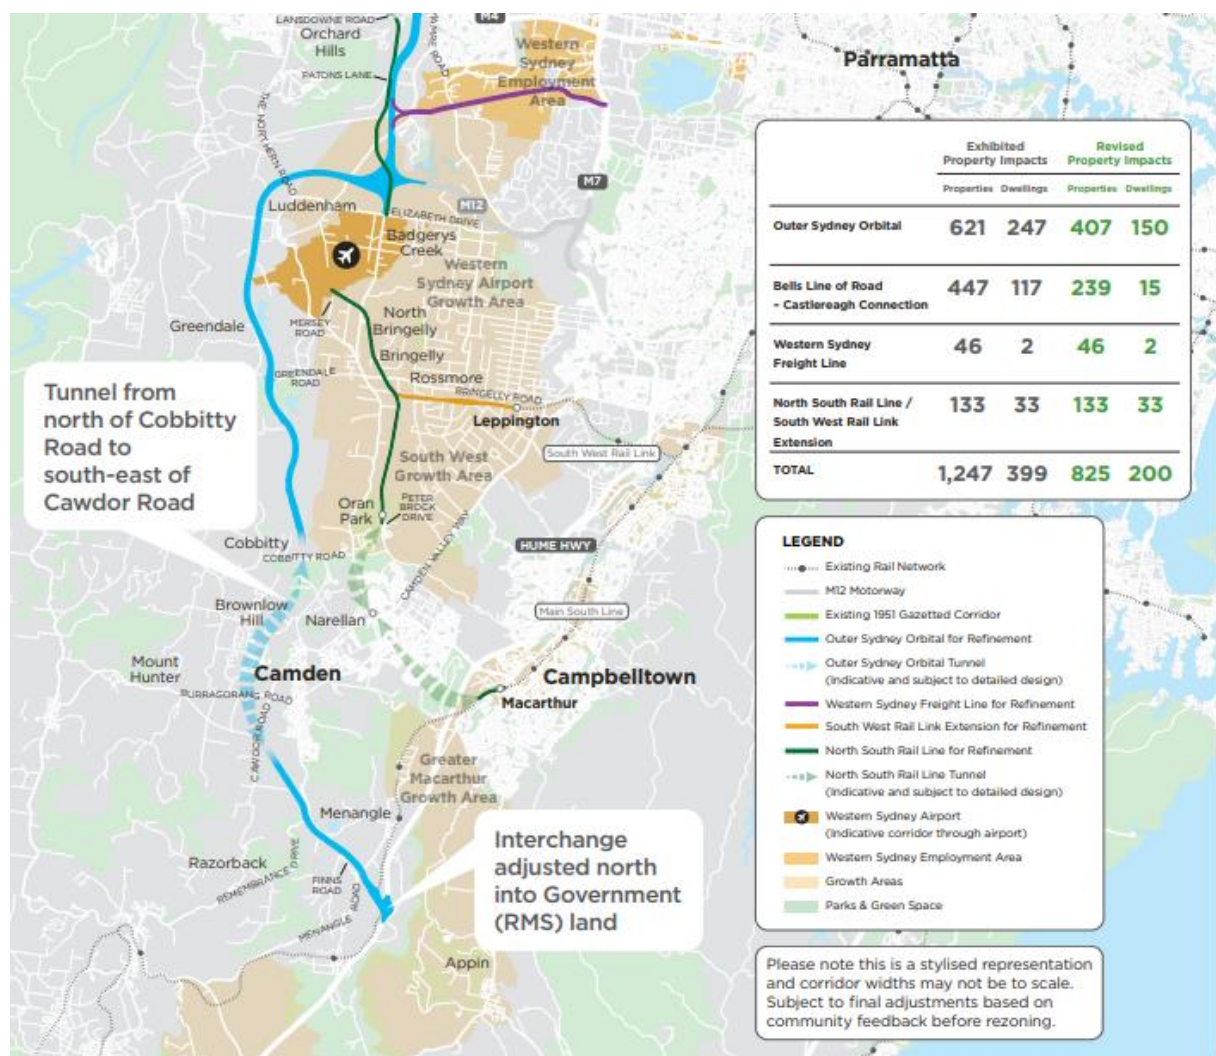 LANSDOWNE ROAD
Orchard
Hills
M4
PATONS LANE
Western
Sydney
Employment
Area
Parramatta
THE NORTHERN ROAD
M7
Luddenham
M12
ELIZABETH DRIVE
Badgerys
Creek
Western
Sydney Airport
Growth Area
Greendale
MERSEY
ROAD
North
Bringelly
Bringelly
GREENDALE
ROAD
Rossmore
BRINGELLY ROAD
Leppington
Tunnel from
north of Cobbitty
Road to
south-east of
Cawdor Road
South West Rail Link
South West
Growth Area
Oran
Park
PETER
BROCK
DRIVE
CAMDEN VALLEY WAY
HUME HWY
Cobbitty
COBBITTY ROAD
Brownlow
Hill
Narellan
Main South Line
Mount
Hunter
Camden
Campbelltown
BURRAGORANG ROAD
Macarthur
CAWDOR ROAD
Greater
Macarthur
Growth Area
Menangle
Razorback
REMEMBRANCE DRIVE
FINNS
ROAD
MENANGLE ROAD
Interchange
adjusted north
into Government
(RMS) land
Appin
Exhibited
Property Impacts
Revised
Property Impacts
Properties Dwellings Properties Dwellings
Outer Sydney Orbital 621 247 407 150
Bells Line of Road
– Castlereagh Connection 447 117 239 15
Western Sydney
Freight Line 46 2 46 2
North South Rail Line /
South West Rail Link
Extension 133 33 133 33
TOTAL 1,247 399 825 200
LEGEND
Existing Rail Network
M12 Motorway
Existing 1951 Gazetted Corridor
Outer Sydney Orbital for Refinement
Outer Sydney Orbital Tunnel
(Indicative and subject to detailed design)
Western Sydney Freight Line for Refinement
South West Rail Link Extension for Refinement
North South Rail Line for Refinement
North South Rail Line Tunnel
(Indicative and subject to detailed design)
Western Sydney Airport
(Indicative corridor through airport)
Western Sydney Employment Area
Growth Areas
Parks & Green Space
Please note this is a stylised representation
and corridor widths may not be to scale.
Subject to final adjustments based on
community feedback before rezoning.